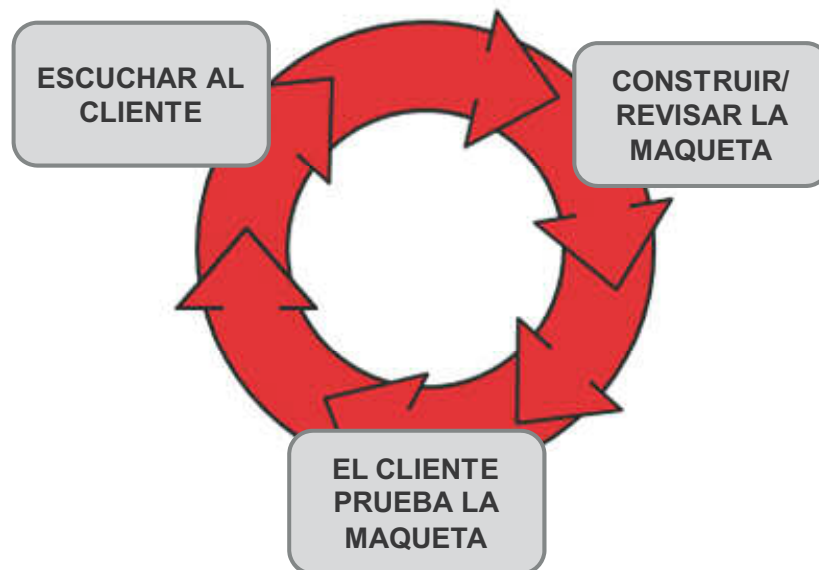 ESCUCHAR AL
CLIENTE
CONSTRUIR/
REVISAR LA
MAQUETA
EL CLIENTE
PRUEBA LA
MAQUETA